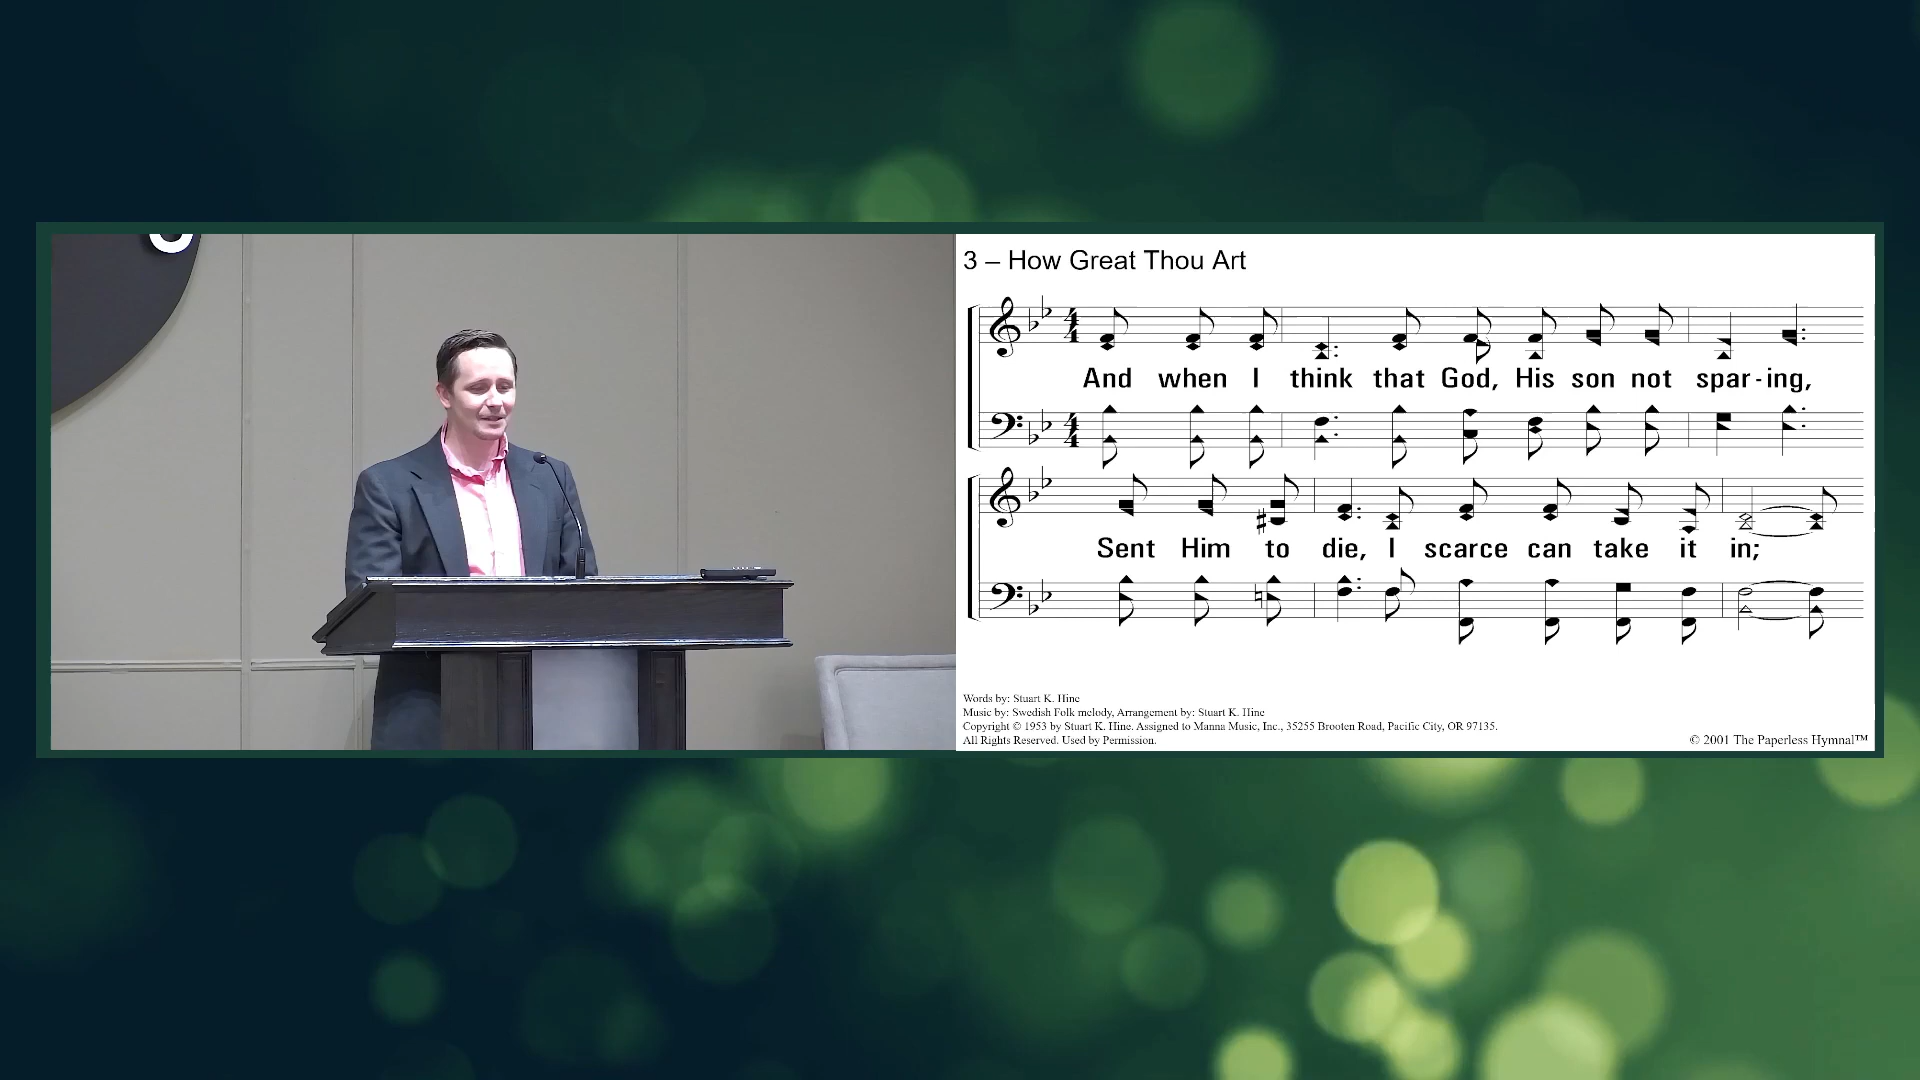 3 – How Great Thou Art
And when I think that God, His son not spar-ing,
Sent Him to die, I scarce can take it in;
Words by: Stuart K. Hine
Music by: Swedish Folk melody, Arrangement by: Stuart K. Hine
Copyright © 1953 by Stuart K. Hine. Assigned to Manna Music, Inc., 35255 Brooten Road, Pacific City, OR 97135.
All Rights Reserved. Used by Permission.
© 2001 The Paperless Hymnal™